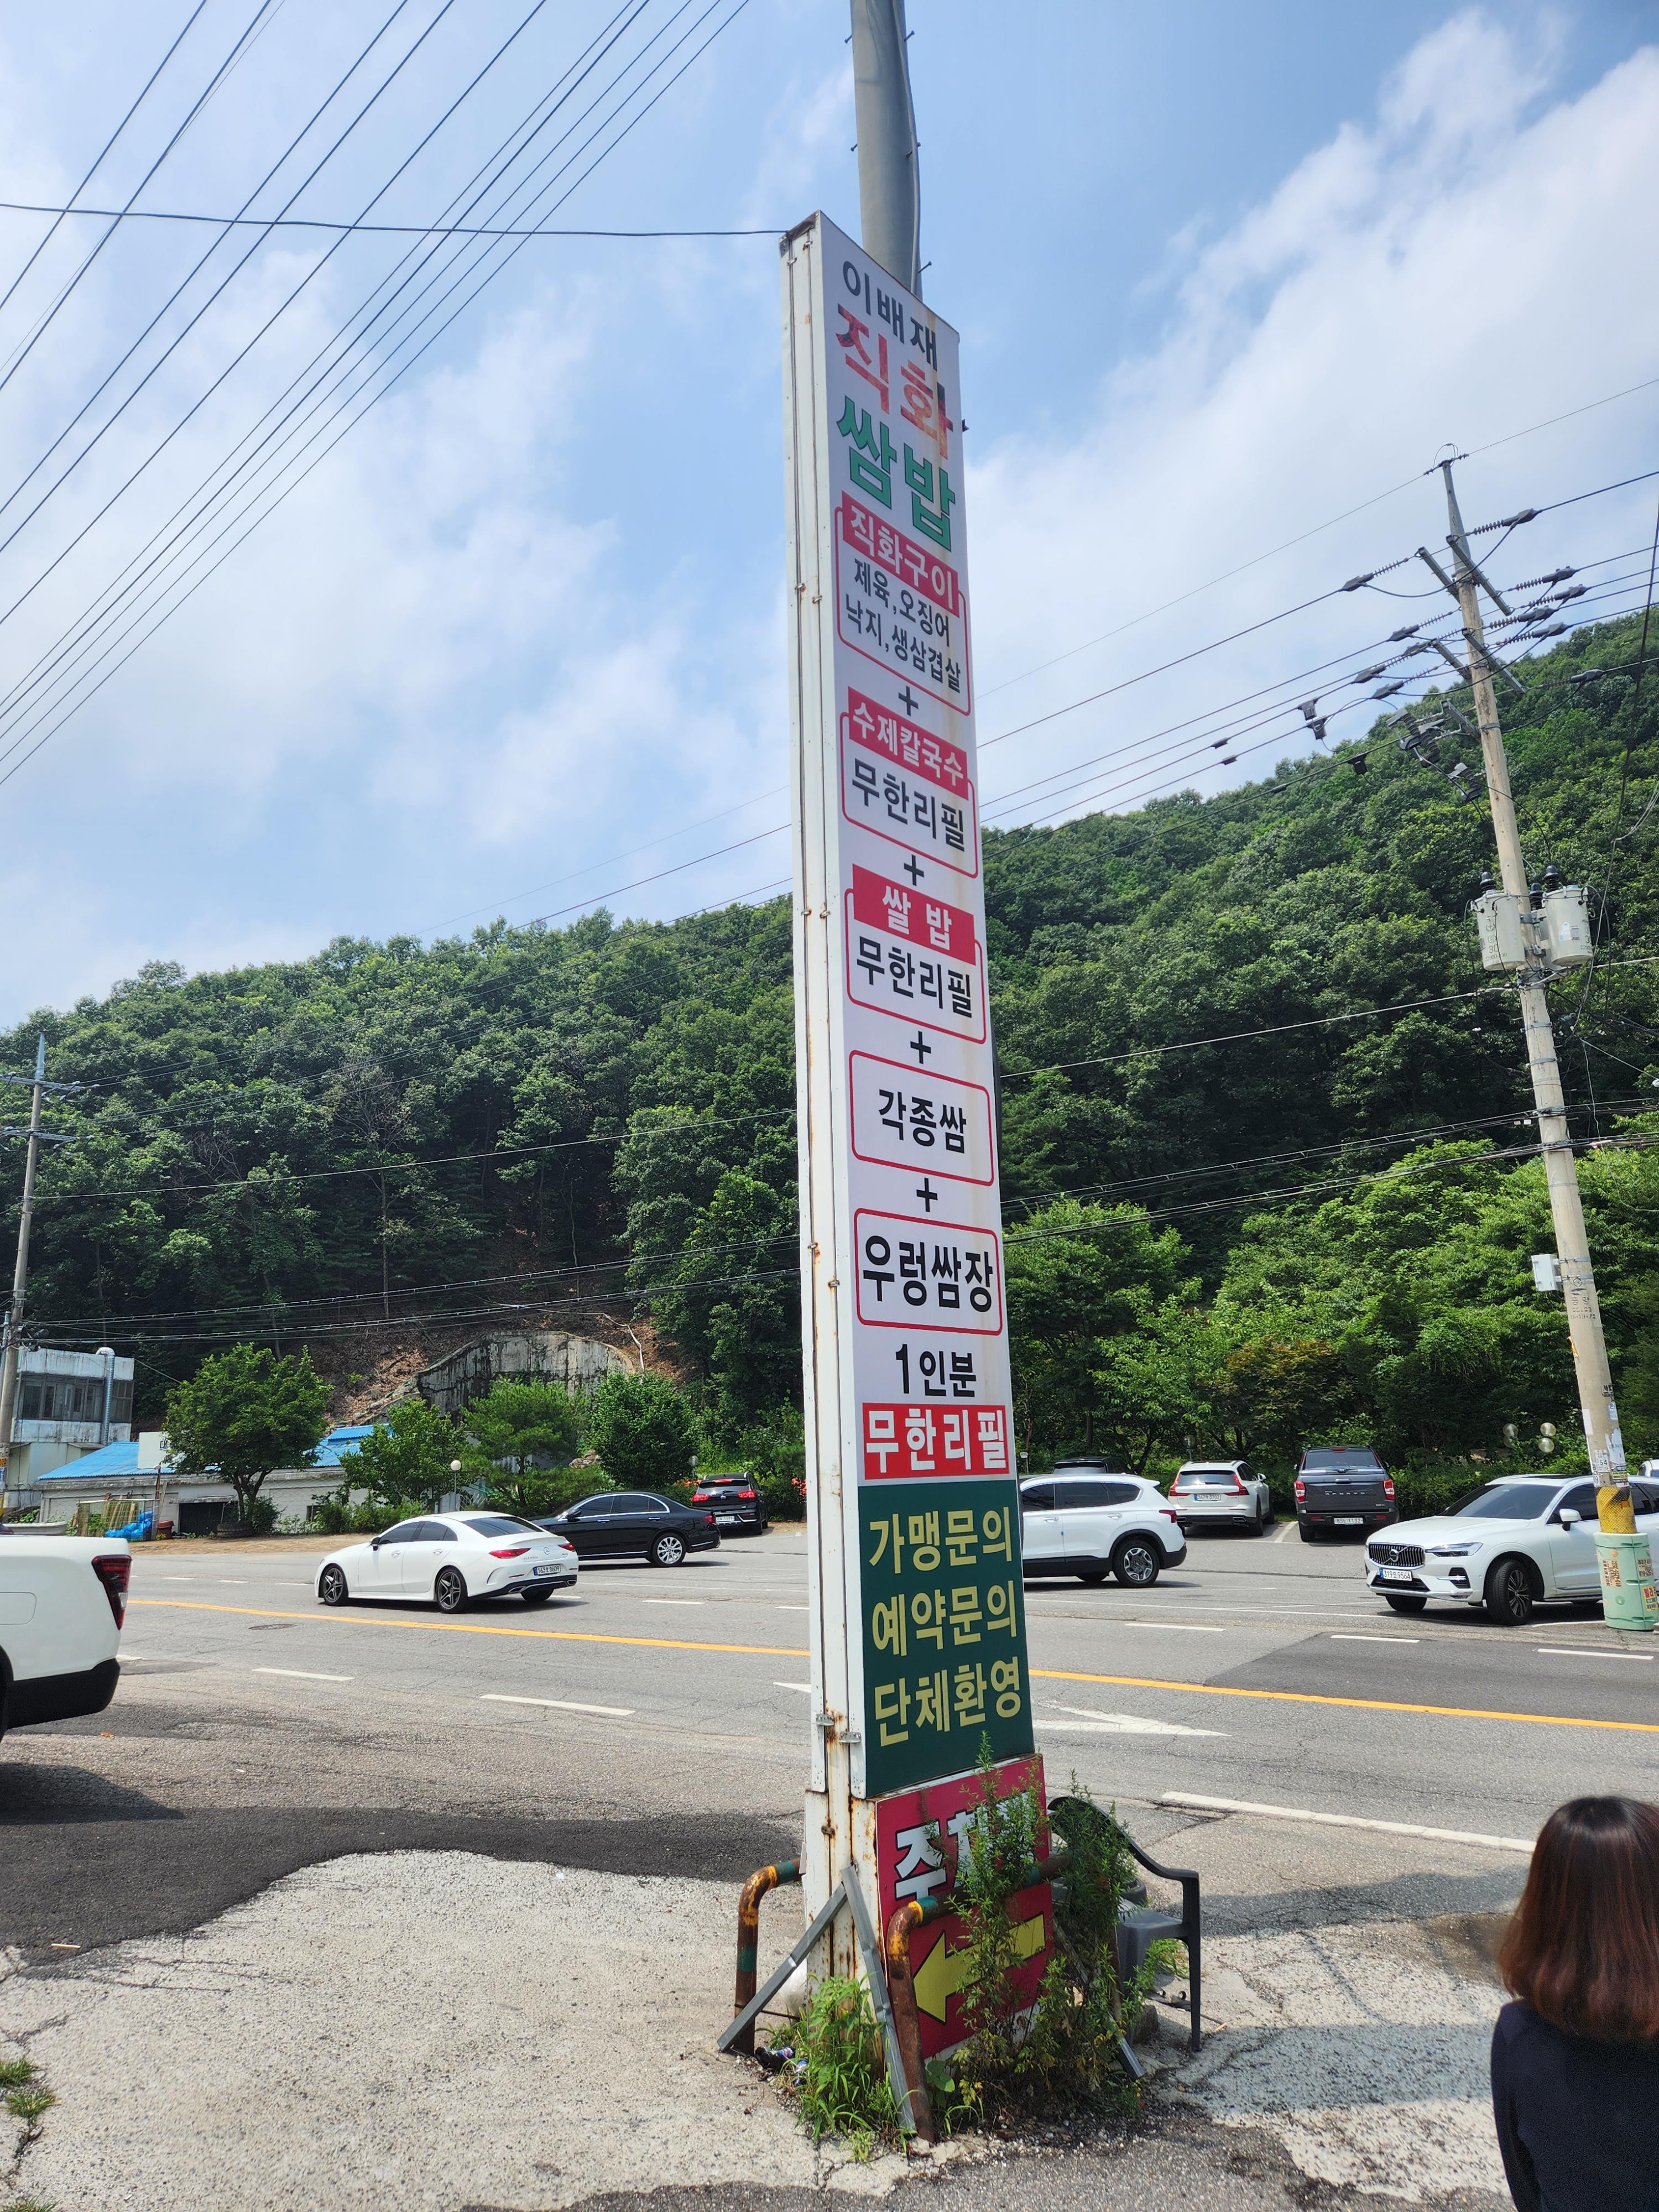 이배재
직화
쌈밥
직화구이
제육,오징어
낙지,생삼겹살
+
수제칼국수
무한리필
+
쌀밥
무한리필
+
각종쌈
+
우렁쌈장
1인분
무한리필
가맹문의
예약문의
단체환영